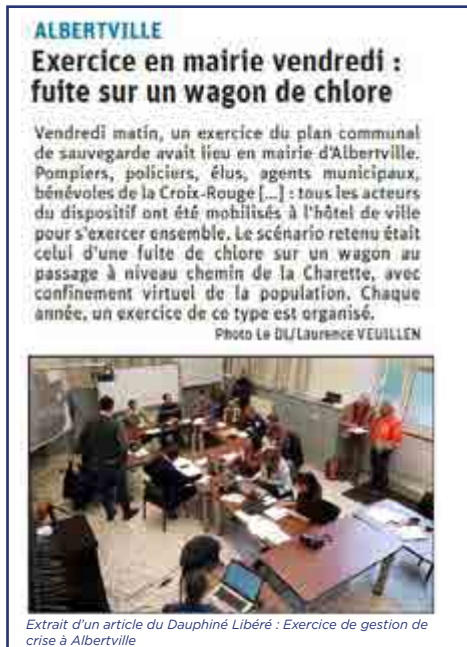 ALBERTVILLE
Exercice en mairie vendredi :
fuite sur un wagon de chlore
Vendredi matin, un exercice du plan communal
de sauvegarde avait lieu en mairie d'Albertville.
Pompiers, policiers, élus, agents municipaux,
bénévoles de la Croix-Rouge [...] : tous les acteurs
du dispositif ont été mobilisés à l'hôtel de ville
pour s'exercer ensemble. Le scénario retenu était
celui d'une fuite de chlore sur un wagon au
passage à niveau chemin de la Charette, avec
confinement virtuel de la population. Chaque
année, un exercice de ce type est organisé.
Photo Le DL/Laurence VEUILLEN
Extrait d'un article du Dauphiné Libéré : Exercice de gestion de
crise à Albertville